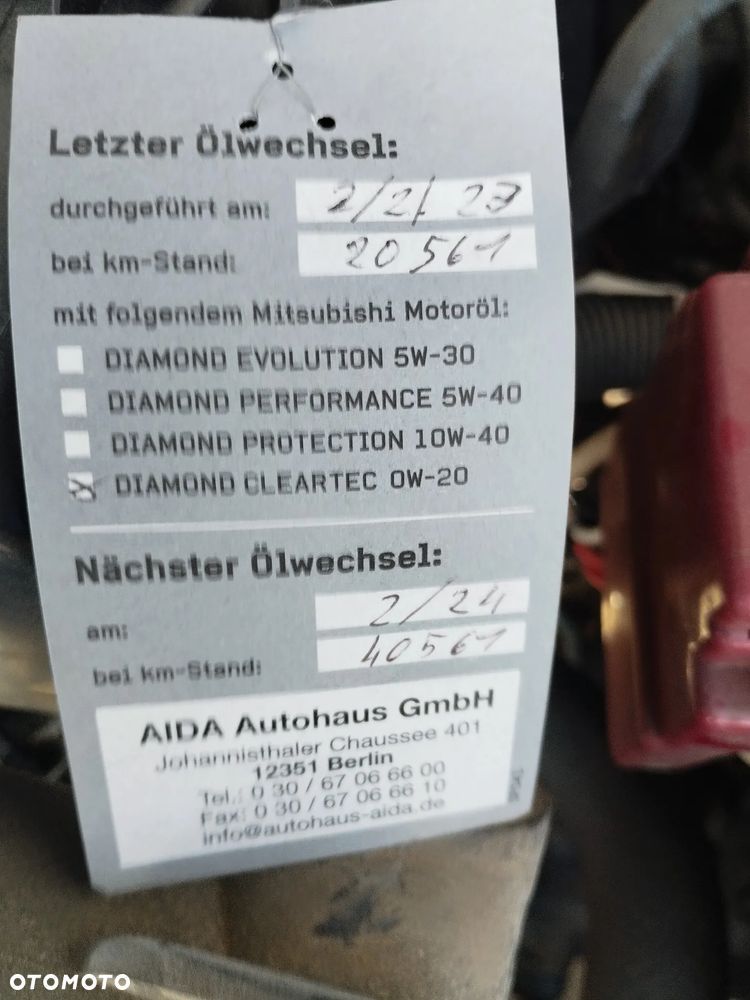 Letzter Ölwechsel:
durchgeführt am: 2/2/23
bei km-Stand: 20561
mit folgendem Mitsubishi Motoröl:
DIAMOND EVOLUTION 5W-30
DIAMOND PERFORMANCE 5W-40
DIAMOND PROTECTION 10W-40
DIAMOND CLEARTEC 0W-20
Nächster Ölwechsel:
am: 2/24
bei km-Stand: 40561
AIDA Autohaus GmbH
Johannisthaler Chaussee 401
12351 Berlin
Tel.: 0 30 / 67 06 66 00
Fax: 0 30 / 67 06 66 10
info@autohaus-aida.de
OTOMOTO